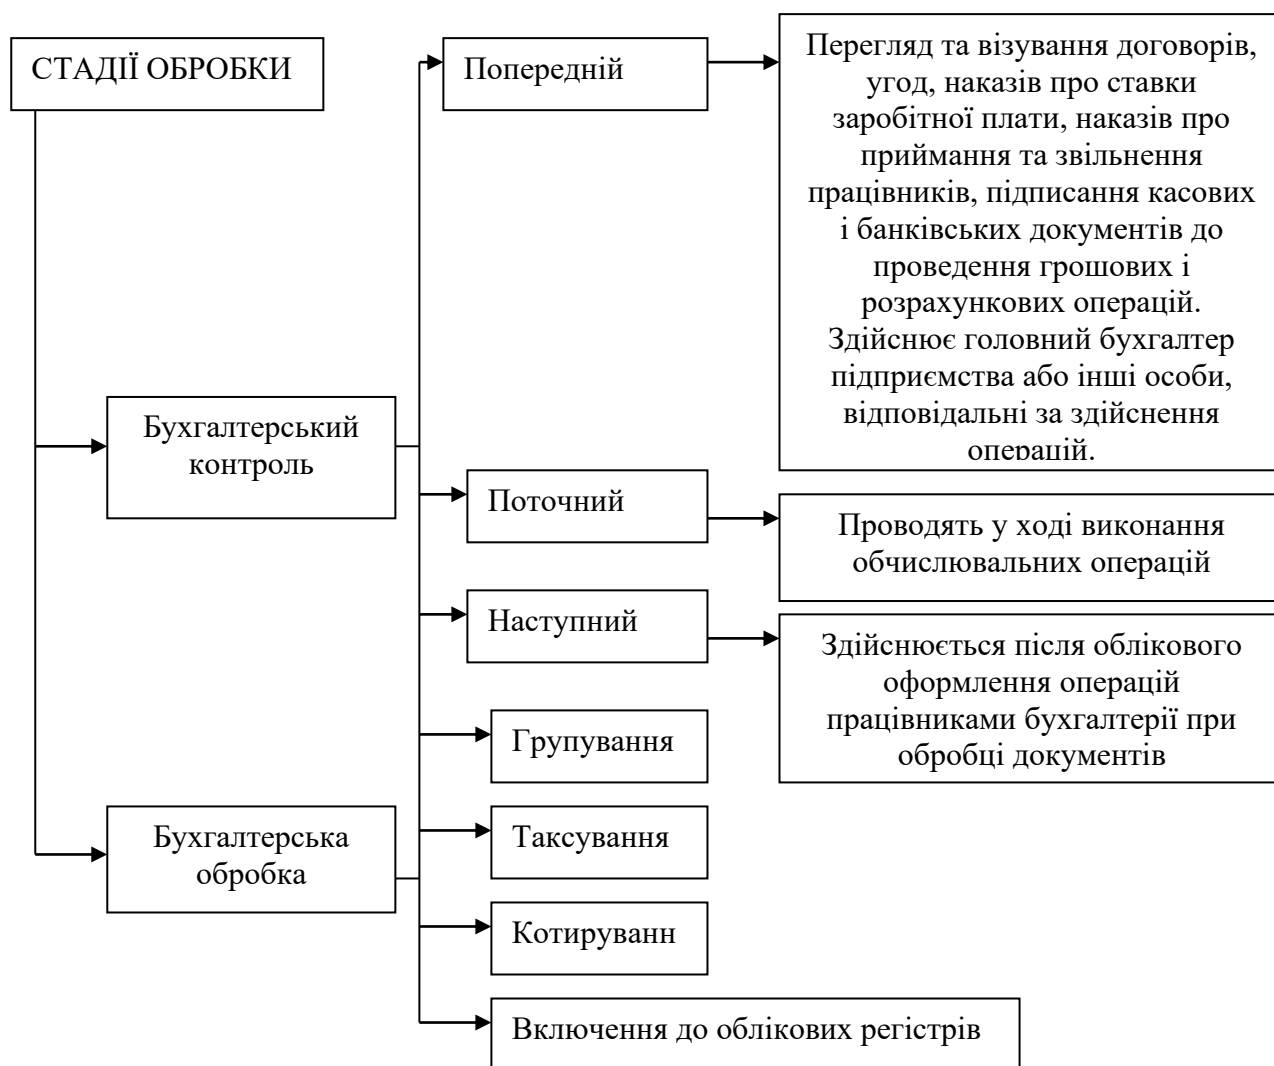 СТАДІЇ ОБРОБКИ
Попередній
Перегляд та візування договорів,
угод, наказів про ставки
заробітної плати, наказів про
приймання та звільнення
працівників, підписання касових
і банківських документів до
проведення грошових і
розрахункових операцій.
Здійснює головний бухгалтер
підприємства або інші особи,
відповідальні за здійснення
операцій.
Бухгалтерський
контроль
Поточний
Проводять у ході виконання
обчислювальних операцій
Наступний
Здійснюється після облікового
оформлення операцій
працівниками бухгалтерії при
обробці документів
Групування
Бухгалтерська
обробка
Таксування
Котируванн
Включення до облікових регістрів